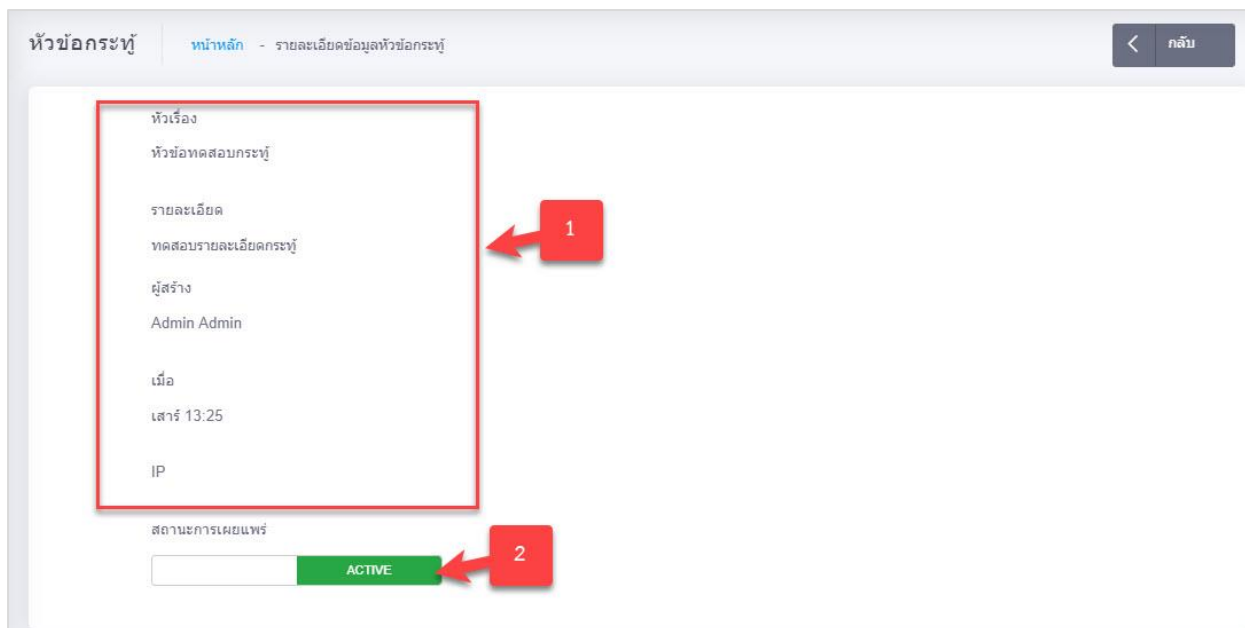 หัวข้อกระทู้ หน้าหลัก - รายละเอียดข้อมูลหัวข้อกระทู้ กลับ
หัวเรื่อง
หัวข้อทดสอบกระทู้
รายละเอียด
1
ทดสอบรายละเอียดกระทู้
ผู้สร้าง
Admin Admin
เมื่อ
เสาร์ 13:25
IP
สถานะการเผยแพร่
2
ACTIVE